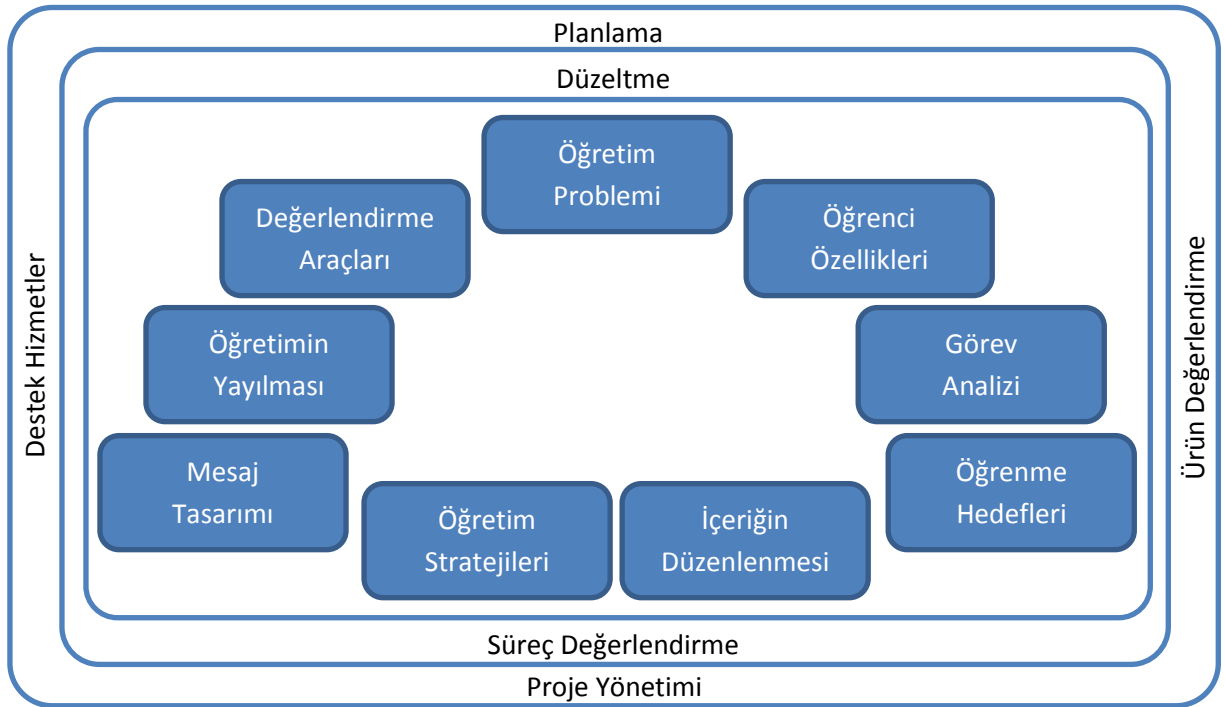 Planlama
Düzeltme
Öğretim
Problemi
Öğrenci
Özellikleri
Görev
Analizi
Öğrenme
Hedefleri
İçeriğin
Düzenlenmesi
Öğretim
Stratejileri
Mesaj
Tasarımı
Öğretimin
Yayılması
Değerlendirme
Araçları
Destek Hizmetler
Ürün Değerlendirme
Süreç Değerlendirme
Proje Yönetimi